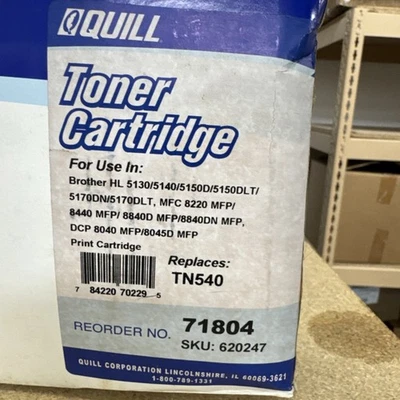 QUILL
Toner
Cartridge
For Use In:
Brother HL 5130/5140/5150D/5150DLT/
5170DN/5170DLT, MFC 8220 MFP/
8440 MFP/ 8840D MFP/8840DN MFP,
DCP 8040 MFP/8045D MFP
Print Cartridge
Replaces:
TN540
7 84220 70229 5
REORDER NO. 71804
SKU: 620247
QUILL CORPORATION LINCOLNSHIRE, IL 60069-3621
1-800-789-1331